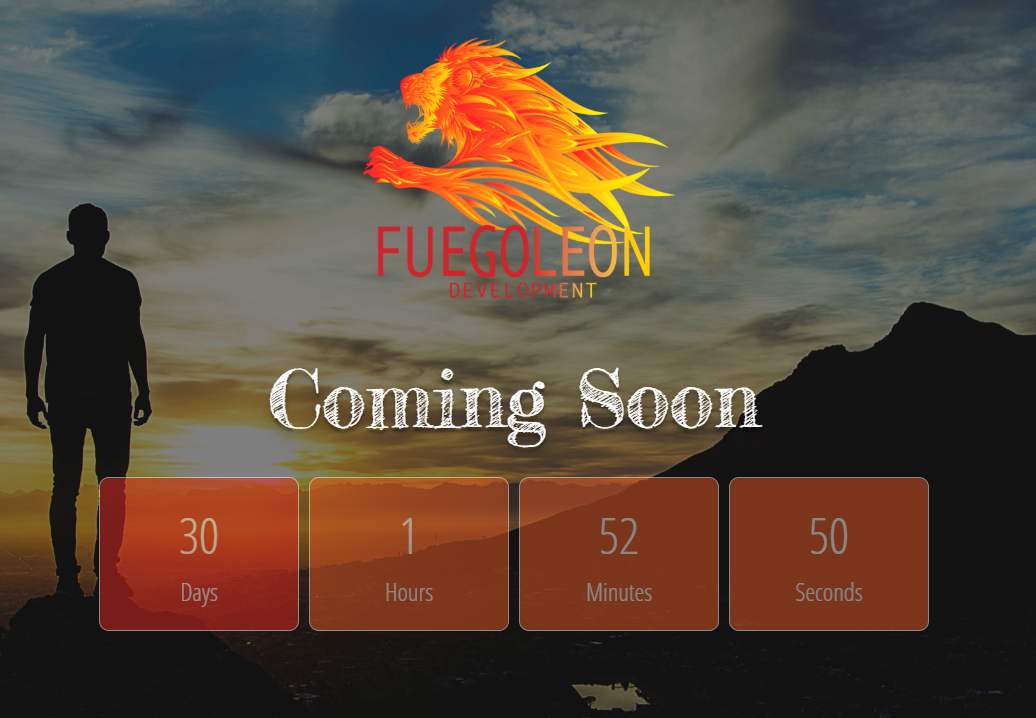 FUEGOLEON
DEVELOPMENT
Coming Soon
30
Days
1
Hours
52
Minutes
50
Seconds